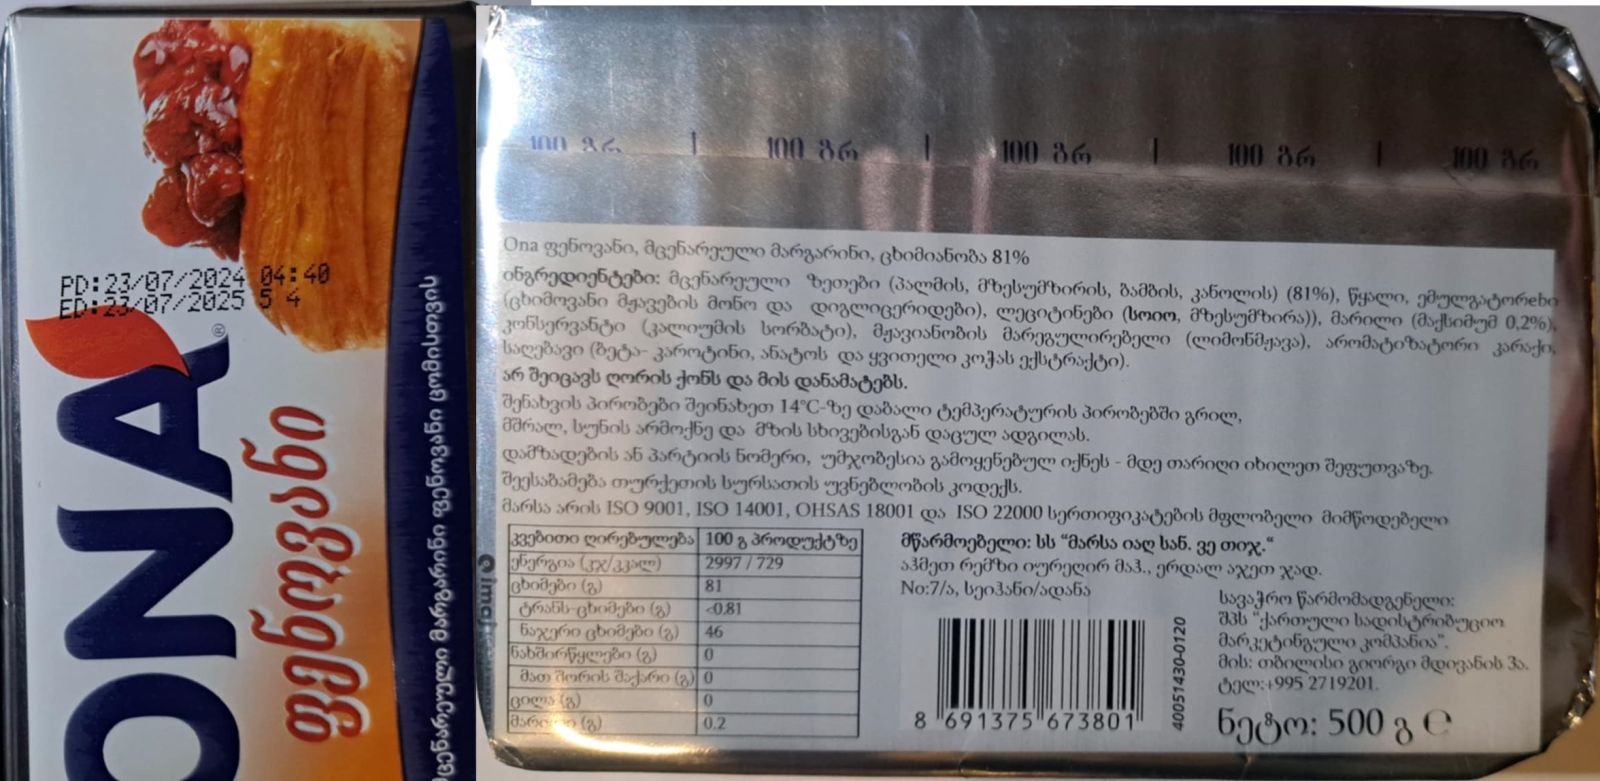 PD:23/07/2024 04:40
ED:23/07/2025 5 4
ONA®
ფენოვანი
მცენარეული მარგარინი ფენოვანი ცომისთვის
100 გრ | 100 გრ | 100 გრ | 100 გრ | 100 გრ
Ona ფენოვანი, მცენარეული მარგარინი, ცხიმიანობა 81%
ინგრედიენტები: მცენარეული ზეთები (პალმის, მზესუმზირის, ბამბის, კანოლის) (81%), წყალი, ემულგატორebი
(ცხიმოვანი მჟავების მონო და დიგლიცერიდები), ლეციტინები (სოიო, მზესუმზირა)), მარილი (მაქსიმუმ 0,2%),
კონსერვანტი (კალიუმის სორბატი), მჟავიანობის მარეგულირებელი (ლიმონმჟავა), არომატიზატორი კარაქი,
საღებავი (ბეტა- კაროტინი, ანატოს და ყვითელი კოჭას ექსტრაქტი).
არ შეიცავს ღორის ქონს და მის დანამატებს.
შენახვის პირობები შეინახეთ 14°C-ზე დაბალი ტემპერატურის პირობებში გრილ,
მშრალ, სუნის არმოქნე და მზის სხივებისგან დაცულ ადგილას.
დამზადების ან პარტიის ნომერი, უმჯობესია გამოყენებულ იქნეს - მდე თარიღი იხილეთ შეფუთვაზე.
შეესაბამება თურქეთის სურსათის უვნებლობის კოდექს.
მარსა არის ISO 9001, ISO 14001, OHSAS 18001 და ISO 22000 სერთიფიკატების მფლობელი მიმწოდებელი
კვებითი ღირებულება 100 გ პროდუქტზე
ენერგია (კჯ/კკალ) 2997 / 729
ცხიმები (გ) 81
ტრანს-ცხიმები (გ) <0.81
ნაჯერი ცხიმები (გ) 46
ნახშირწყლები (გ) 0
მათ შორის შაქარი (გ) 0
ცილა (გ) 0
მარილი (გ) 0.2
მწარმოებელი: სს “მარსა იაღ სან. ვე თიჯ.“
აჰმეთ რემზი იურეღირ მაჰ., ერდალ აჯეთ ჯად.
No:7/ა, სეიჰანი/ადანა
8 691375 673801
40051430-0120
სავაჭრო წარმომადგენელი:
შპს “ქართული სადისტრიბუციო
მარკეტინგული კომპანია”.
მის: თბილისი გიორგი მდივანის 3ა.
ტელ:+995 2719201.
ნეტო: 500 გ ℮